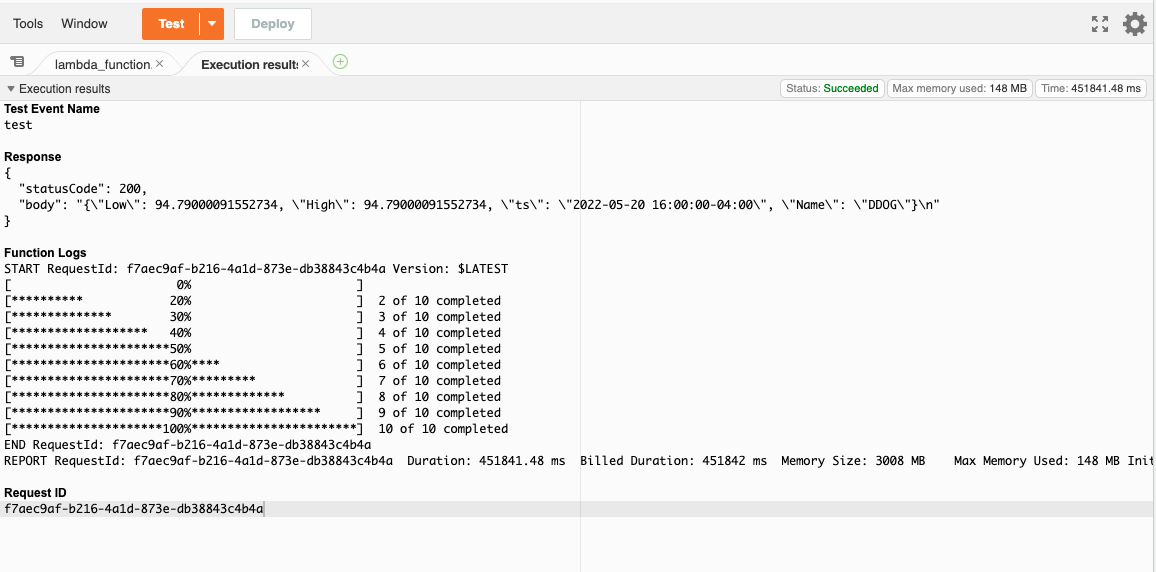 Tools Window Test Deploy
lambda_function. × Execution results ×
Execution results Status: Succeeded Max memory used: 148 MB Time: 451841.48 ms
Test Event Name
test
Response
{
  "statusCode": 200,
  "body": "{\"Low\": 94.79000091552734, \"High\": 94.79000091552734, \"ts\": \"2022-05-20 16:00:00-04:00\", \"Name\": \"DDOG\"}\n"
}
Function Logs
START RequestId: f7aec9af-b216-4a1d-873e-db38843c4b4a Version: $LATEST
[                       0%                       ]
[**********            20%                       ]  2 of 10 completed
[**************        30%                       ]  3 of 10 completed
[*******************   40%                       ]  4 of 10 completed
[**********************50%                       ]  5 of 10 completed
[**********************60%****                   ]  6 of 10 completed
[**********************70%*********              ]  7 of 10 completed
[**********************80%*************          ]  8 of 10 completed
[**********************90%******************     ]  9 of 10 completed
[*********************100%***********************]  10 of 10 completed
END RequestId: f7aec9af-b216-4a1d-873e-db38843c4b4a
REPORT RequestId: f7aec9af-b216-4a1d-873e-db38843c4b4a  Duration: 451841.48 ms  Billed Duration: 451842 ms  Memory Size: 3008 MB    Max Memory Used: 148 MB Init
Request ID
f7aec9af-b216-4a1d-873e-db38843c4b4a